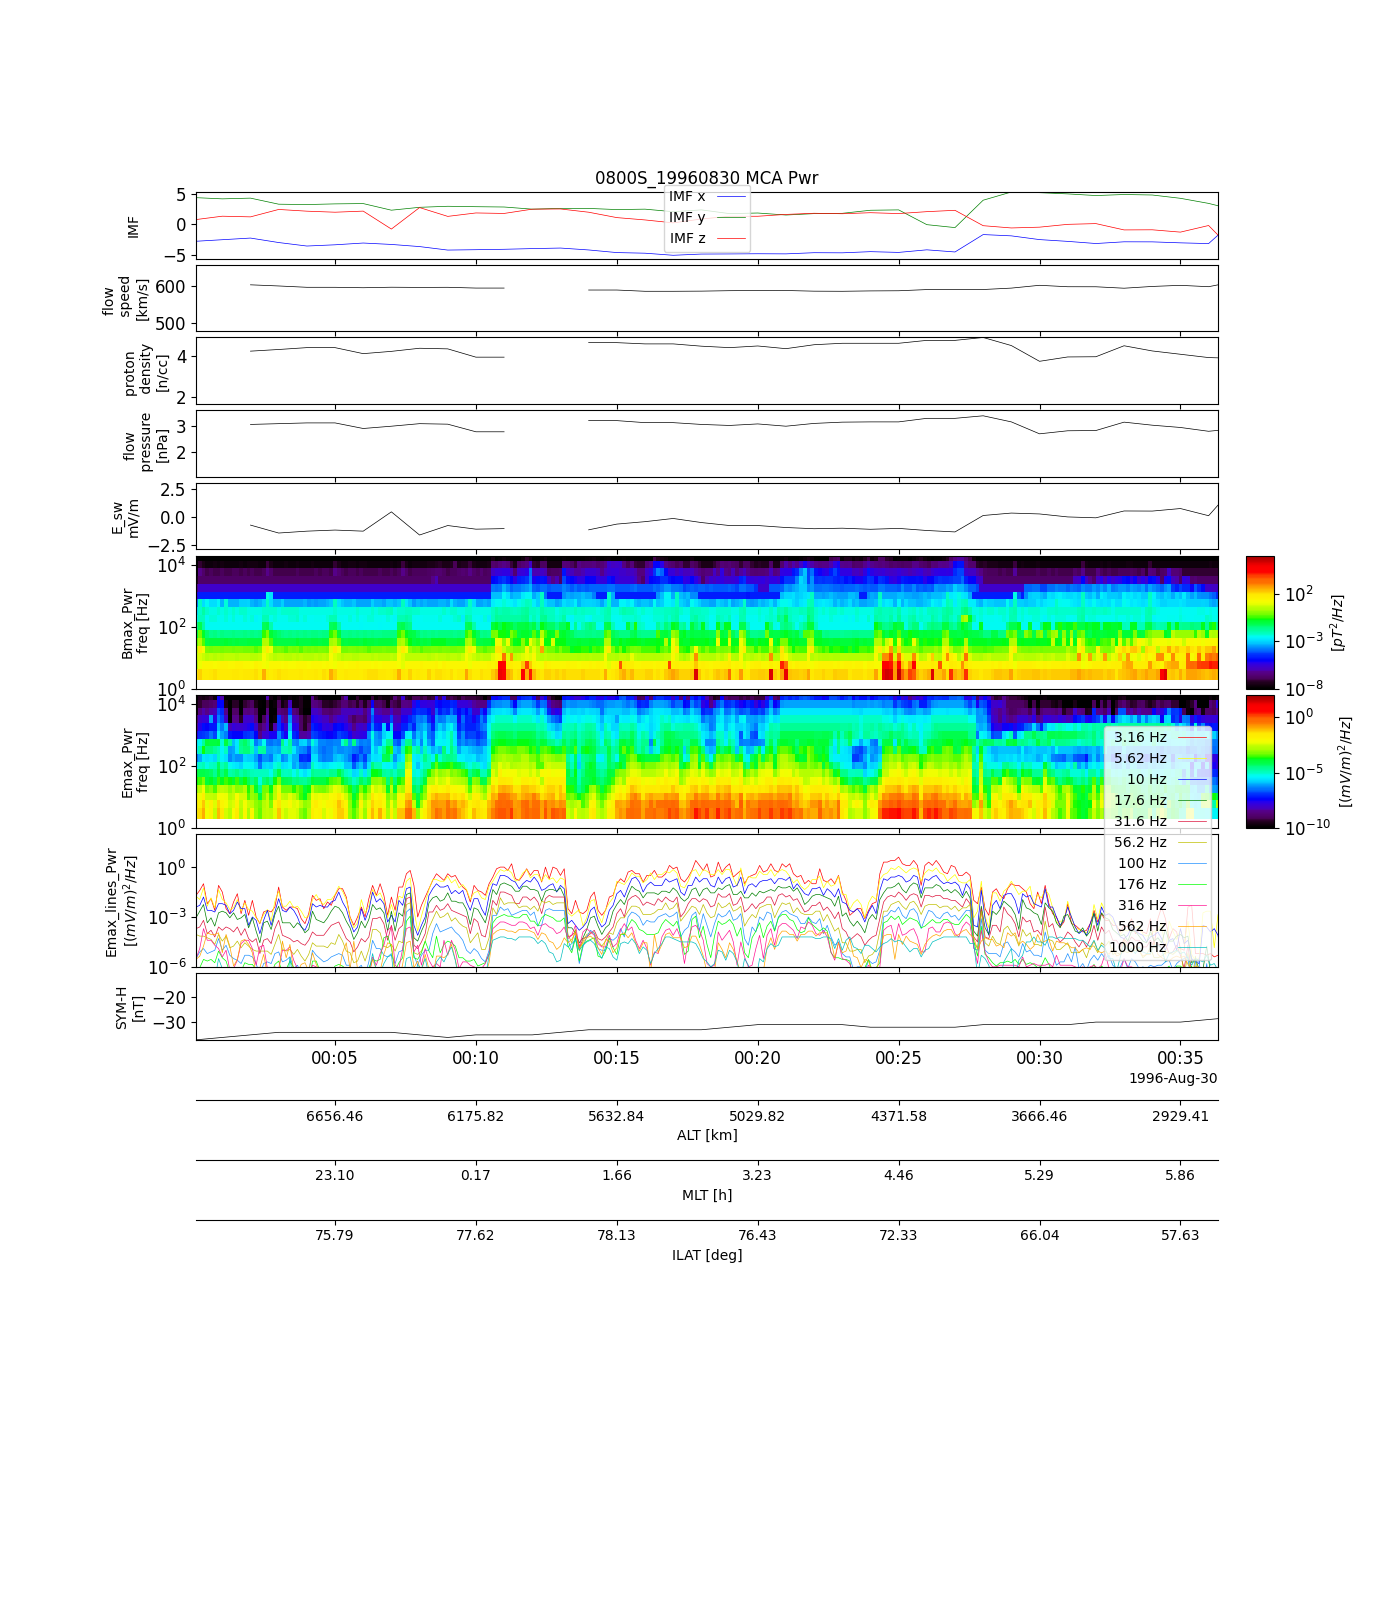 0800S_19960830 MCA Pwr
IMF
5
0
−5
IMF x
IMF y
IMF z
flow
speed
[km/s]
600
500
proton
density
[n/cc]
4
2
flow
pressure
[nPa]
3
2
E_sw
mV/m
2.5
0.0
−2.5
Bmax_Pwr
freq [Hz]
10^4
10^2
10^0
10^2
10^−3
10^−8
[pT^2/Hz]
Emax_Pwr
freq [Hz]
10^4
10^2
10^0
10^0
10^−5
10^−10
[(mV/m)^2/Hz]
3.16 Hz
5.62 Hz
10 Hz
17.6 Hz
31.6 Hz
56.2 Hz
100 Hz
176 Hz
316 Hz
562 Hz
1000 Hz
Emax_lines_Pwr
[(mV/m)^2/Hz]
10^0
10^−3
10^−6
SYM-H
[nT]
−20
−30
00:05 00:10 00:15 00:20 00:25 00:30 00:35
1996-Aug-30
6656.46 6175.82 5632.84 5029.82 4371.58 3666.46 2929.41
ALT [km]
23.10 0.17 1.66 3.23 4.46 5.29 5.86
MLT [h]
75.79 77.62 78.13 76.43 72.33 66.04 57.63
ILAT [deg]